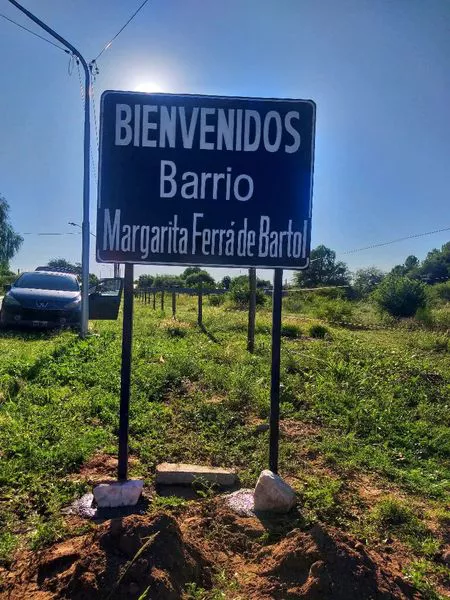 BIENVENIDOS
Barrio
Margarita Ferrá de Bartol